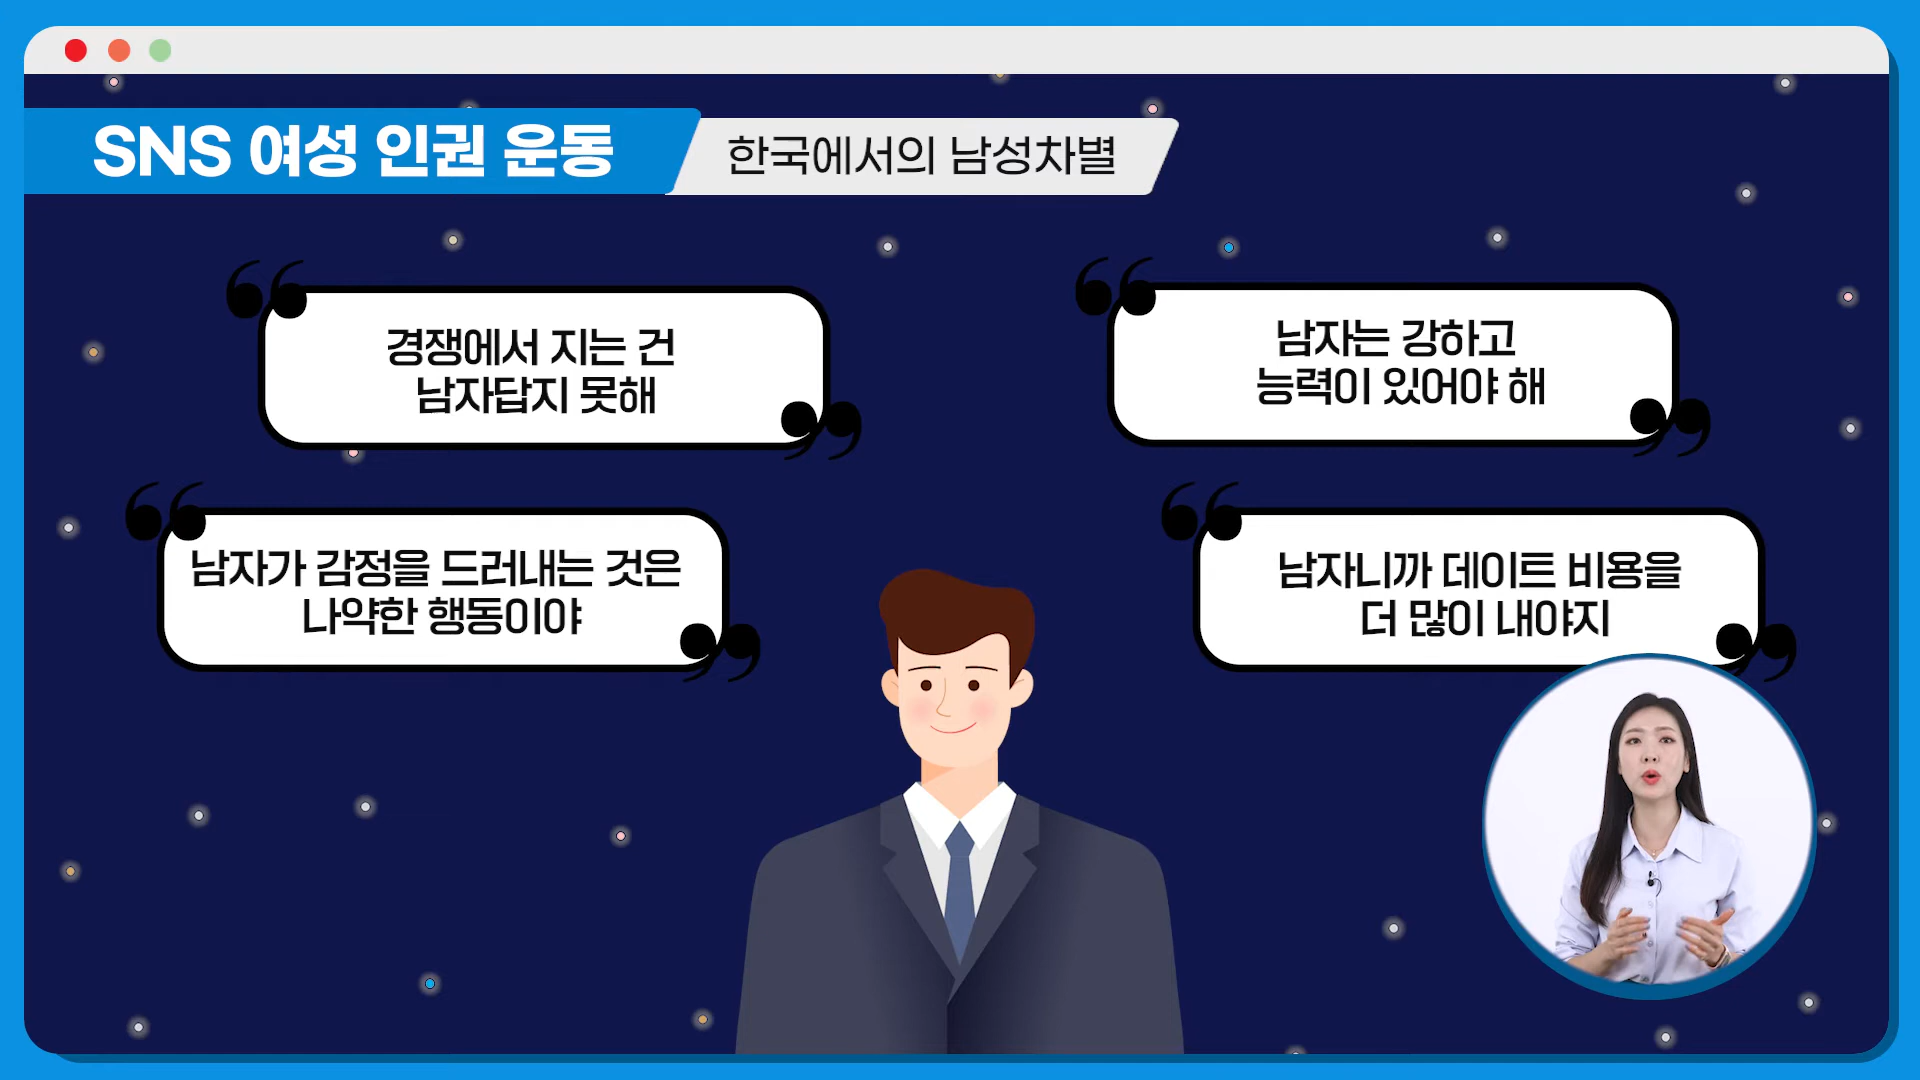 SNS 여성 인권 운동
한국에서의 남성차별
경쟁에서 지는 건
남자답지 못해
남자는 강하고
능력이 있어야 해
남자가 감정을 드러내는 것은
나약한 행동이야
남자니까 데이트 비용을
더 많이 내야지